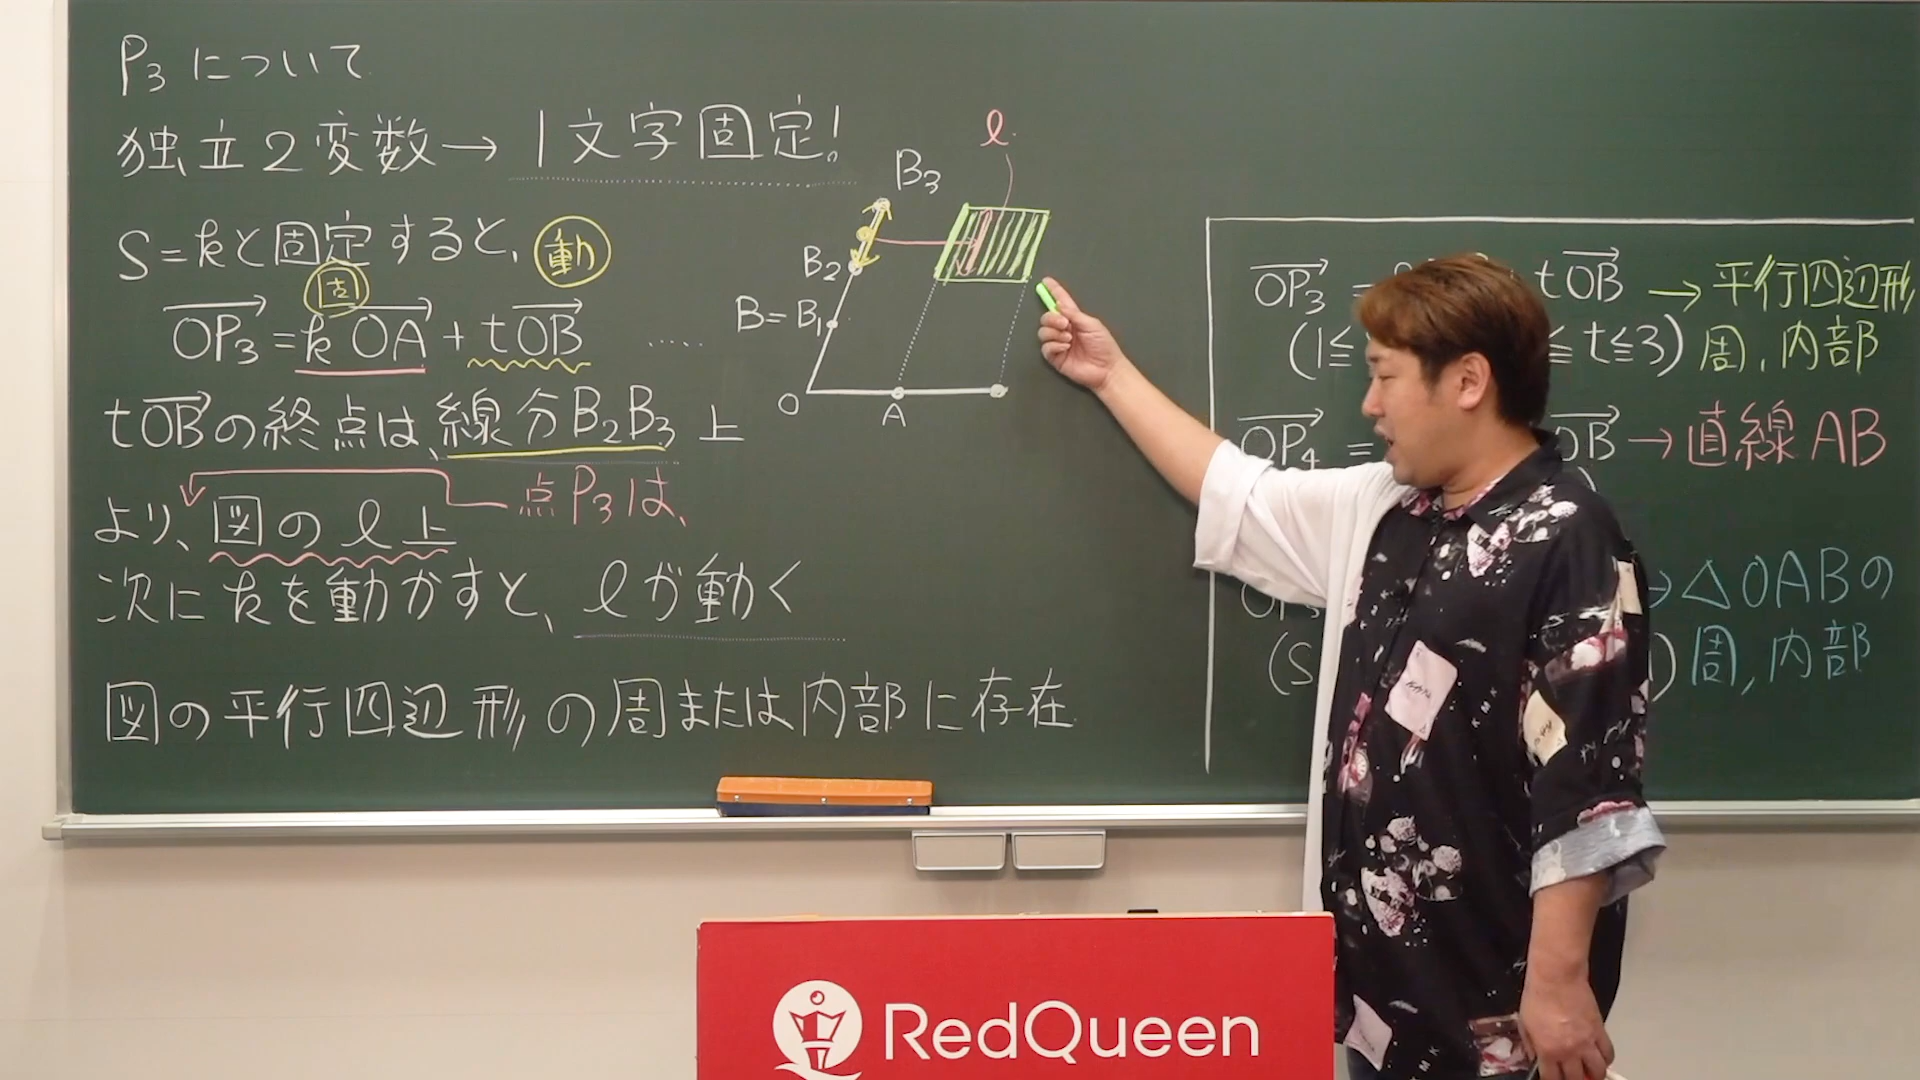 P₃について
独立2変数→1文字固定!
S=kと固定すると、動
固
OP₃=kOA+tOB ……
tOBの終点は、線分B₂B₃上
より、図のl上
点P₃は、
次にkを動かすと、lが動く
図の平行四辺形の周または内部に存在
l
B₃
B₂
B=B₁
O
A
OP₃ = tOB→平行四辺形
(1≦ ≦t≦3)周,内部
OP₄ = OB→直線AB
→△OABの
(S )周,内部
RedQueen